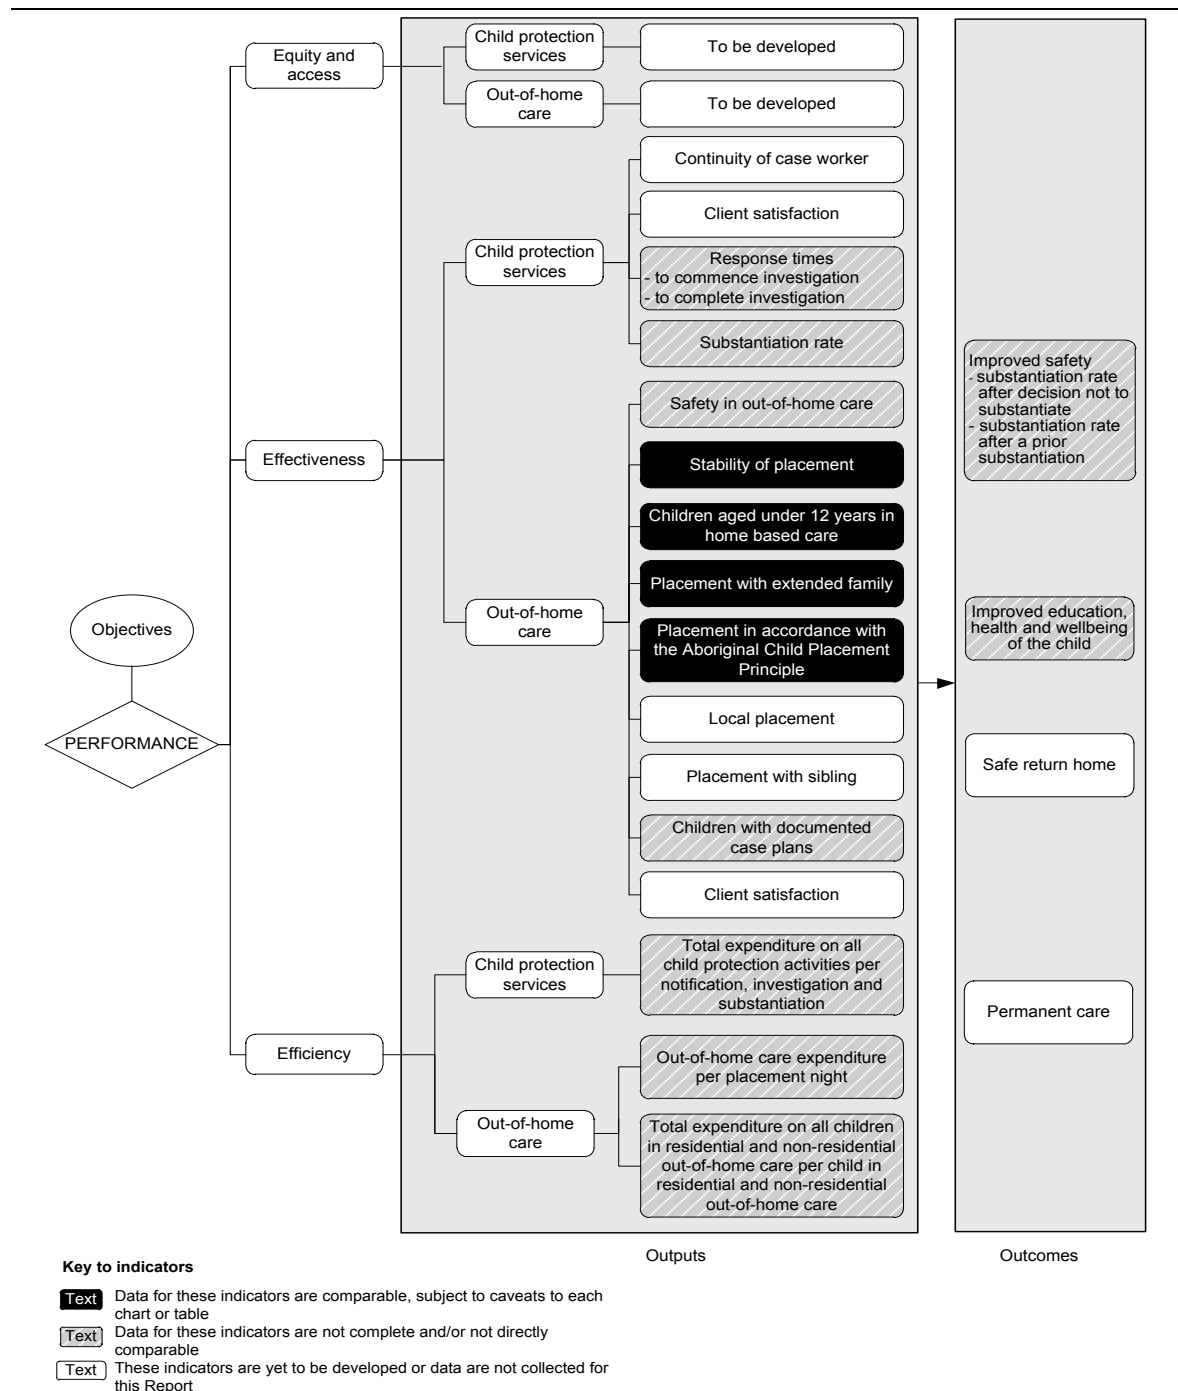 Equity and
access
Child protection
services
To be developed
Out-of-home
care
To be developed
Objectives
PERFORMANCE
Effectiveness
Child protection
services
Continuity of case worker
Client satisfaction
Response times
- to commence investigation
- to complete investigation
Substantiation rate
Out-of-home
care
Safety in out-of-home care
Stability of placement
Children aged under 12 years in
home based care
Placement with extended family
Placement in accordance with
the Aboriginal Child Placement
Principle
Local placement
Placement with sibling
Children with documented
case plans
Client satisfaction
Efficiency
Child protection
services
Total expenditure on all
child protection activities per
notification, investigation and
substantiation
Out-of-home
care
Out-of-home care expenditure
per placement night
Total expenditure on all children
in residential and non-residential
out-of-home care per child in
residential and non-residential
out-of-home care
Outputs
Improved safety
- substantiation rate
after decision not to
substantiate
- substantiation rate
after a prior
substantiation
Improved education,
health and wellbeing
of the child
Safe return home
Permanent care
Outcomes
Key to indicators
Text Data for these indicators are comparable, subject to caveats to each
chart or table
Text Data for these indicators are not complete and/or not directly
comparable
Text These indicators are yet to be developed or data are not collected for
this Report